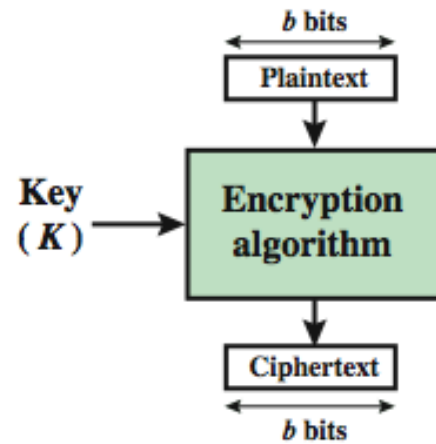 b bits
Plaintext
Key
(K)
Encryption
algorithm
Ciphertext
b bits